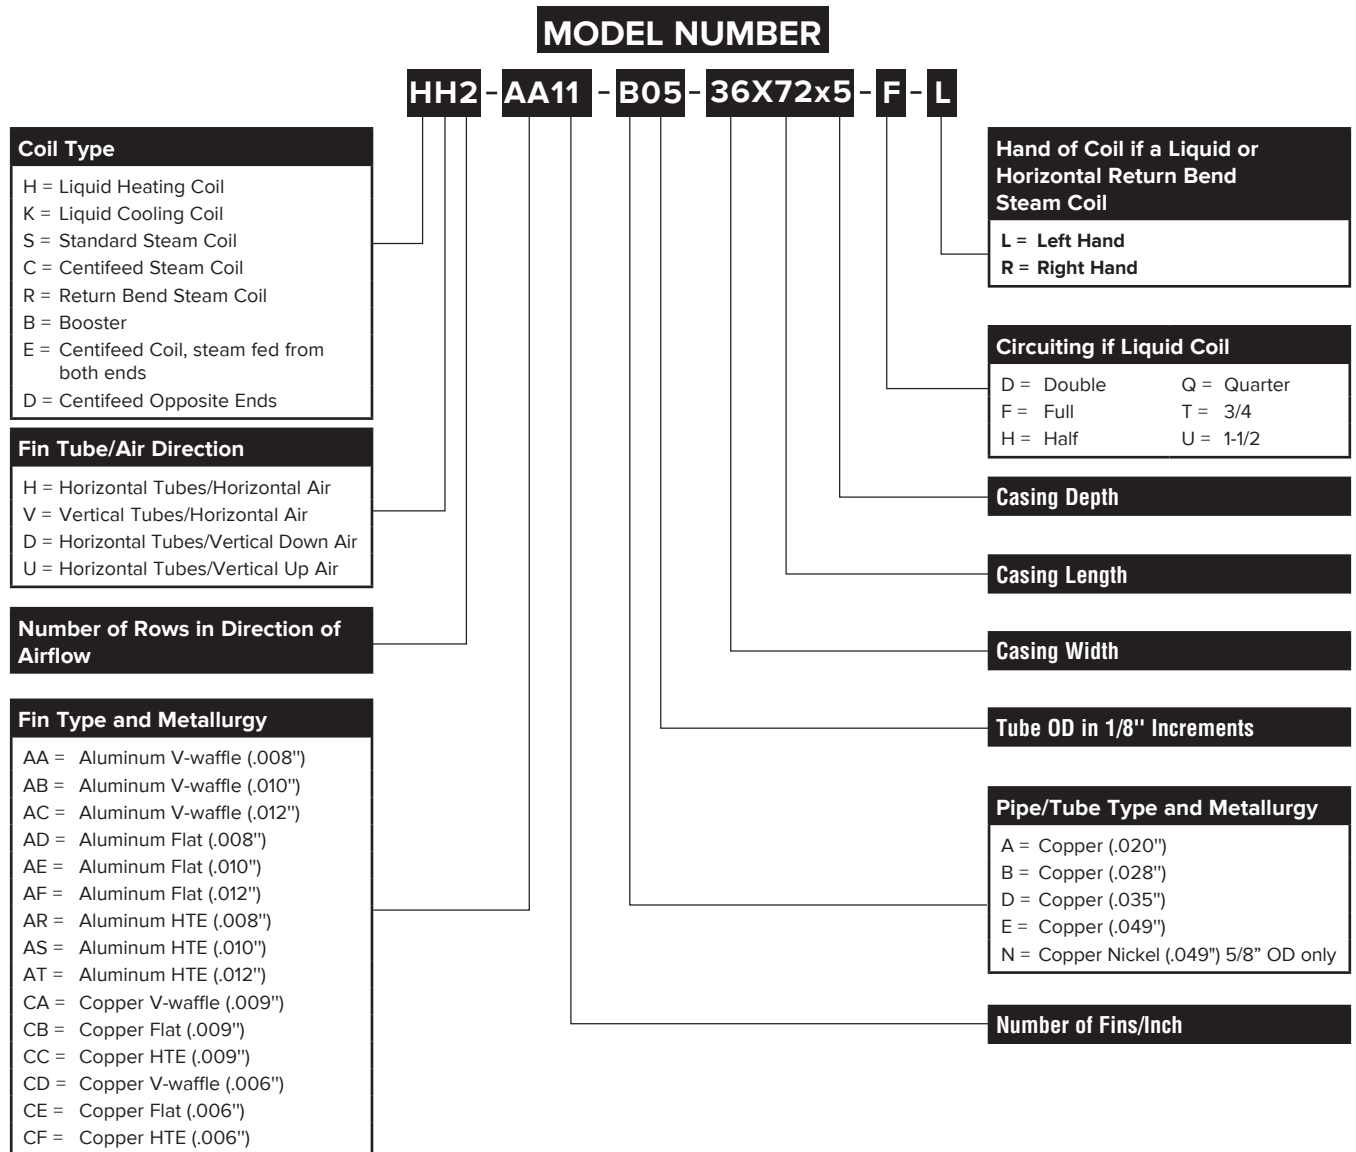 MODEL NUMBER
HH2-AA11-B05-36X72x5-F-L
Coil Type
H = Liquid Heating Coil
K = Liquid Cooling Coil
S = Standard Steam Coil
C = Centifeed Steam Coil
R = Return Bend Steam Coil
B = Booster
E = Centifeed Coil, steam fed from
both ends
D = Centifeed Opposite Ends
Fin Tube/Air Direction
H = Horizontal Tubes/Horizontal Air
V = Vertical Tubes/Horizontal Air
D = Horizontal Tubes/Vertical Down Air
U = Horizontal Tubes/Vertical Up Air
Number of Rows in Direction of
Airflow
Fin Type and Metallurgy
AA = Aluminum V-waffle (.008")
AB = Aluminum V-waffle (.010")
AC = Aluminum V-waffle (.012")
AD = Aluminum Flat (.008")
AE = Aluminum Flat (.010")
AF = Aluminum Flat (.012")
AR = Aluminum HTE (.008")
AS = Aluminum HTE (.010")
AT = Aluminum HTE (.012")
CA = Copper V-waffle (.009")
CB = Copper Flat (.009")
CC = Copper HTE (.009")
CD = Copper V-waffle (.006")
CE = Copper Flat (.006")
CF = Copper HTE (.006")
Hand of Coil if a Liquid or
Horizontal Return Bend
Steam Coil
L = Left Hand
R = Right Hand
Circuiting if Liquid Coil
D = Double Q = Quarter
F = Full T = 3/4
H = Half U = 1-1/2
Casing Depth
Casing Length
Casing Width
Tube OD in 1/8" Increments
Pipe/Tube Type and Metallurgy
A = Copper (.020")
B = Copper (.028")
D = Copper (.035")
E = Copper (.049")
N = Copper Nickel (.049") 5/8” OD only
Number of Fins/Inch